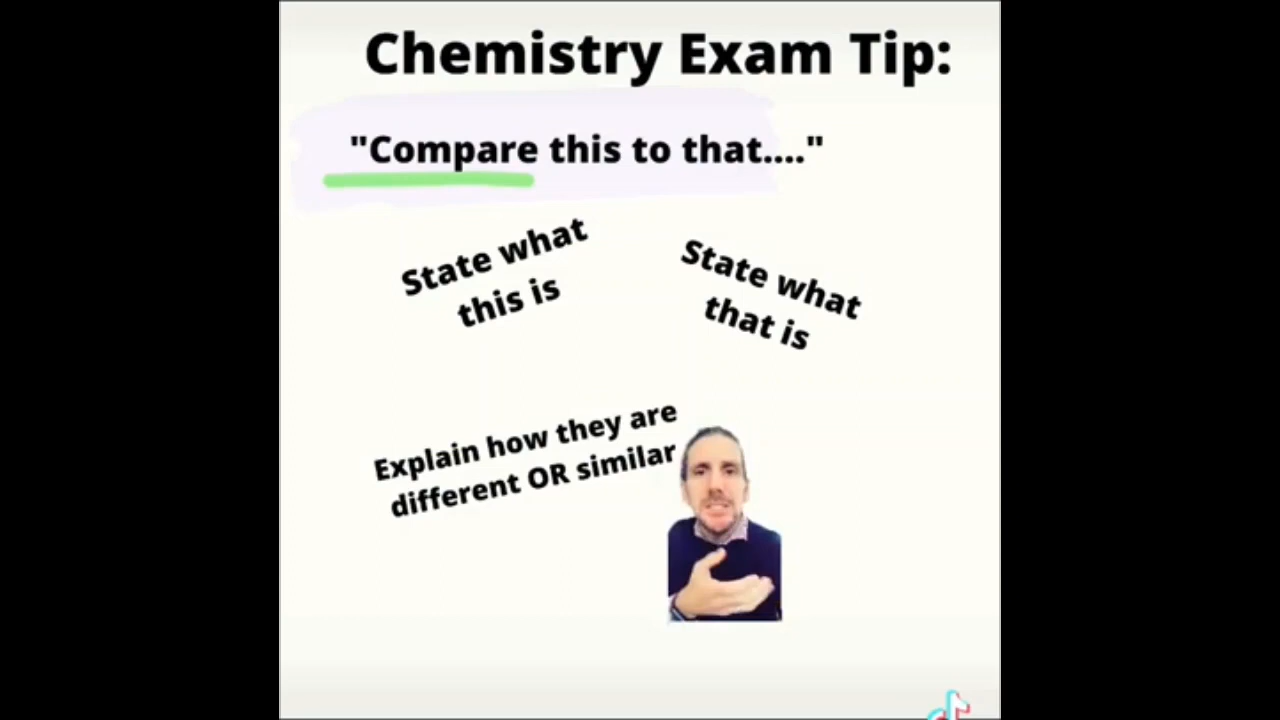 Chemistry Exam Tip:
"Compare this to that...."
State what
this is
State what
that is
Explain how they are
different OR similar